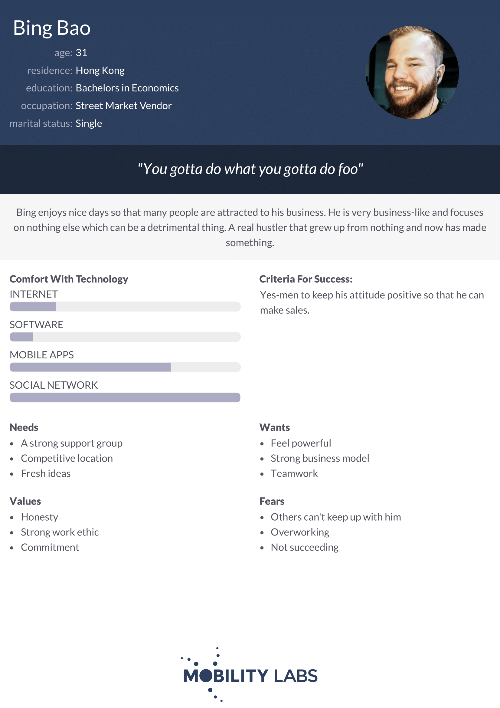 Bing Bao
age: 31
residence: Hong Kong
education: Bachelors in Economics
occupation: Street Market Vendor
marital status: Single
"You gotta do what you gotta do foo"
Bing enjoys nice days so that many people are attracted to his business. He is very business-like and focuses
on nothing else which can be a detrimental thing. A real hustler that grew up from nothing and now has made
something.
Comfort With Technology
INTERNET
SOFTWARE
MOBILE APPS
SOCIAL NETWORK
Criteria For Success:
Yes-men to keep his attitude positive so that he can
make sales.
Needs
• A strong support group
• Competitive location
• Fresh ideas
Wants
• Feel powerful
• Strong business model
• Teamwork
Values
• Honesty
• Strong work ethic
• Commitment
Fears
• Others can't keep up with him
• Overworking
• Not succeeding
MOBILITY LABS